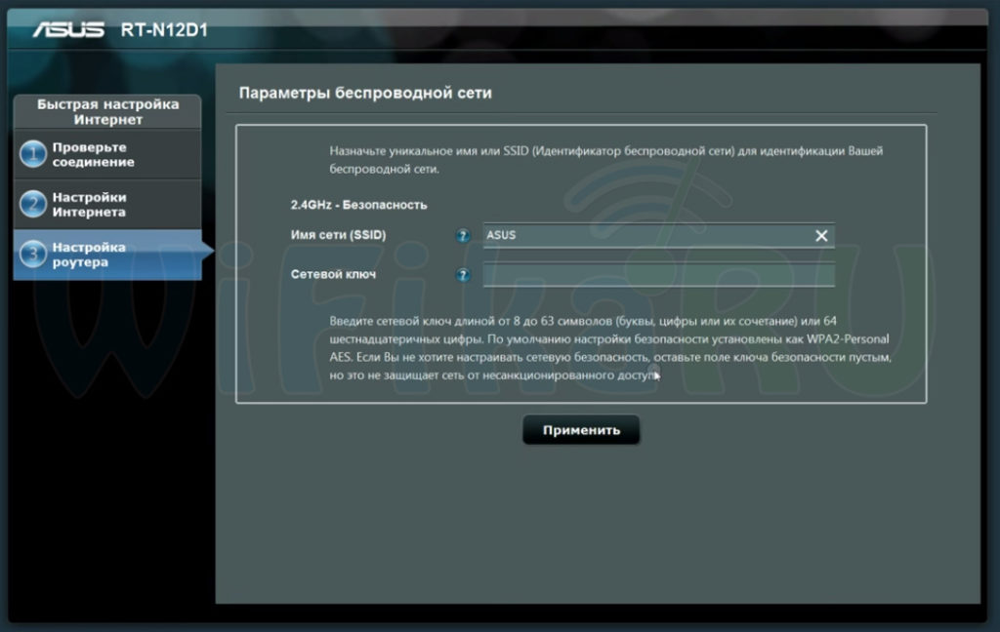 ASUS RT-N12D1
Быстрая настройка
Интернет
1 Проверьте
соединение
2 Настройки
Интернета
3 Настройка
роутера
Параметры беспроводной сети
Назначьте уникальное имя или SSID (Идентификатор беспроводной сети) для идентификации Вашей
беспроводной сети.
2.4GHz - Безопасность
Имя сети (SSID) ? ASUS
Сетевой ключ ?
Введите сетевой ключ длиной от 8 до 63 символов (буквы, цифры или их сочетание) или 64
шестнадцатеричных цифры. По умолчанию настройки безопасности установлены как WPA2-Personal
AES. Если Вы не хотите настраивать сетевую безопасность, оставьте поле ключа безопасности пустым,
но это не защищает сеть от несанкционированного доступа.
Применить
WiFika.RU